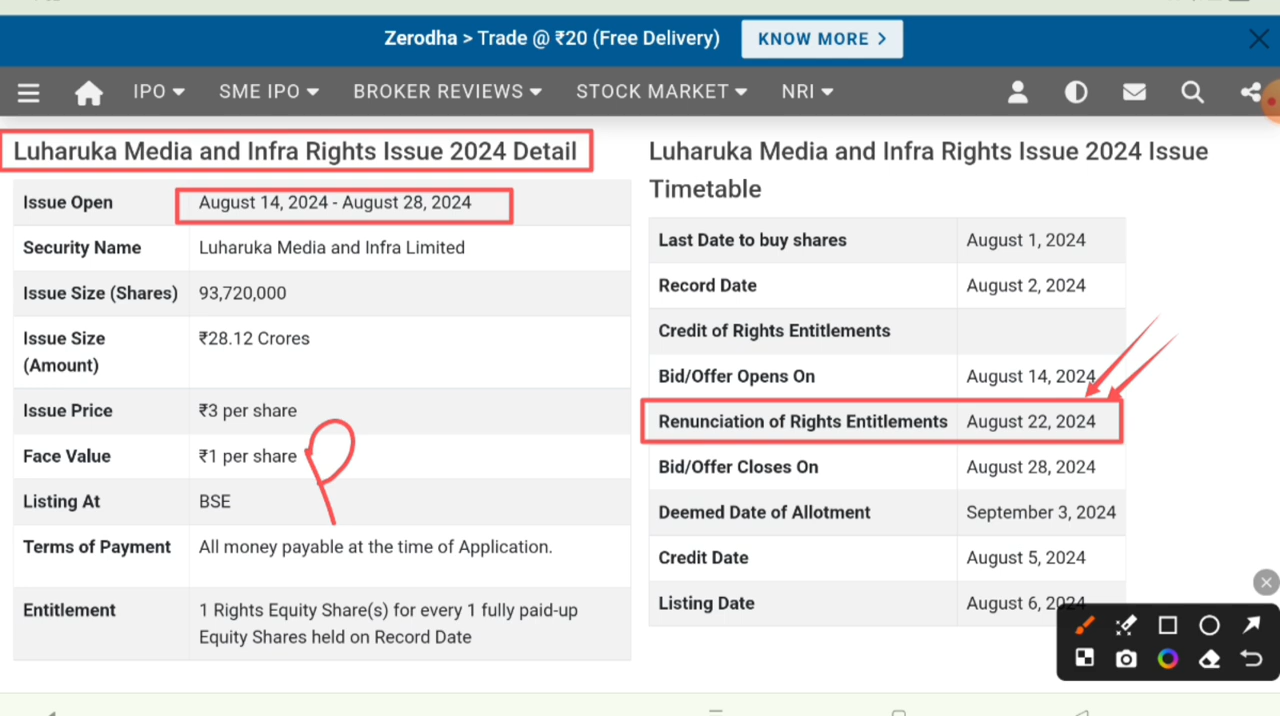 Zerodha > Trade @ ₹20 (Free Delivery)
KNOW MORE >
IPO
SME IPO
BROKER REVIEWS
STOCK MARKET
NRI
Luharuka Media and Infra Rights Issue 2024 Detail
Issue Open August 14, 2024 - August 28, 2024
Security Name Luharuka Media and Infra Limited
Issue Size (Shares) 93,720,000
Issue Size ₹28.12 Crores
(Amount)
Issue Price ₹3 per share
Face Value ₹1 per share
Listing At BSE
Terms of Payment All money payable at the time of Application.
Entitlement 1 Rights Equity Share(s) for every 1 fully paid-up
Equity Shares held on Record Date
Luharuka Media and Infra Rights Issue 2024 Issue
Timetable
Last Date to buy shares August 1, 2024
Record Date August 2, 2024
Credit of Rights Entitlements
Bid/Offer Opens On August 14, 2024
Renunciation of Rights Entitlements August 22, 2024
Bid/Offer Closes On August 28, 2024
Deemed Date of Allotment September 3, 2024
Credit Date August 5, 2024
Listing Date August 6, 2024